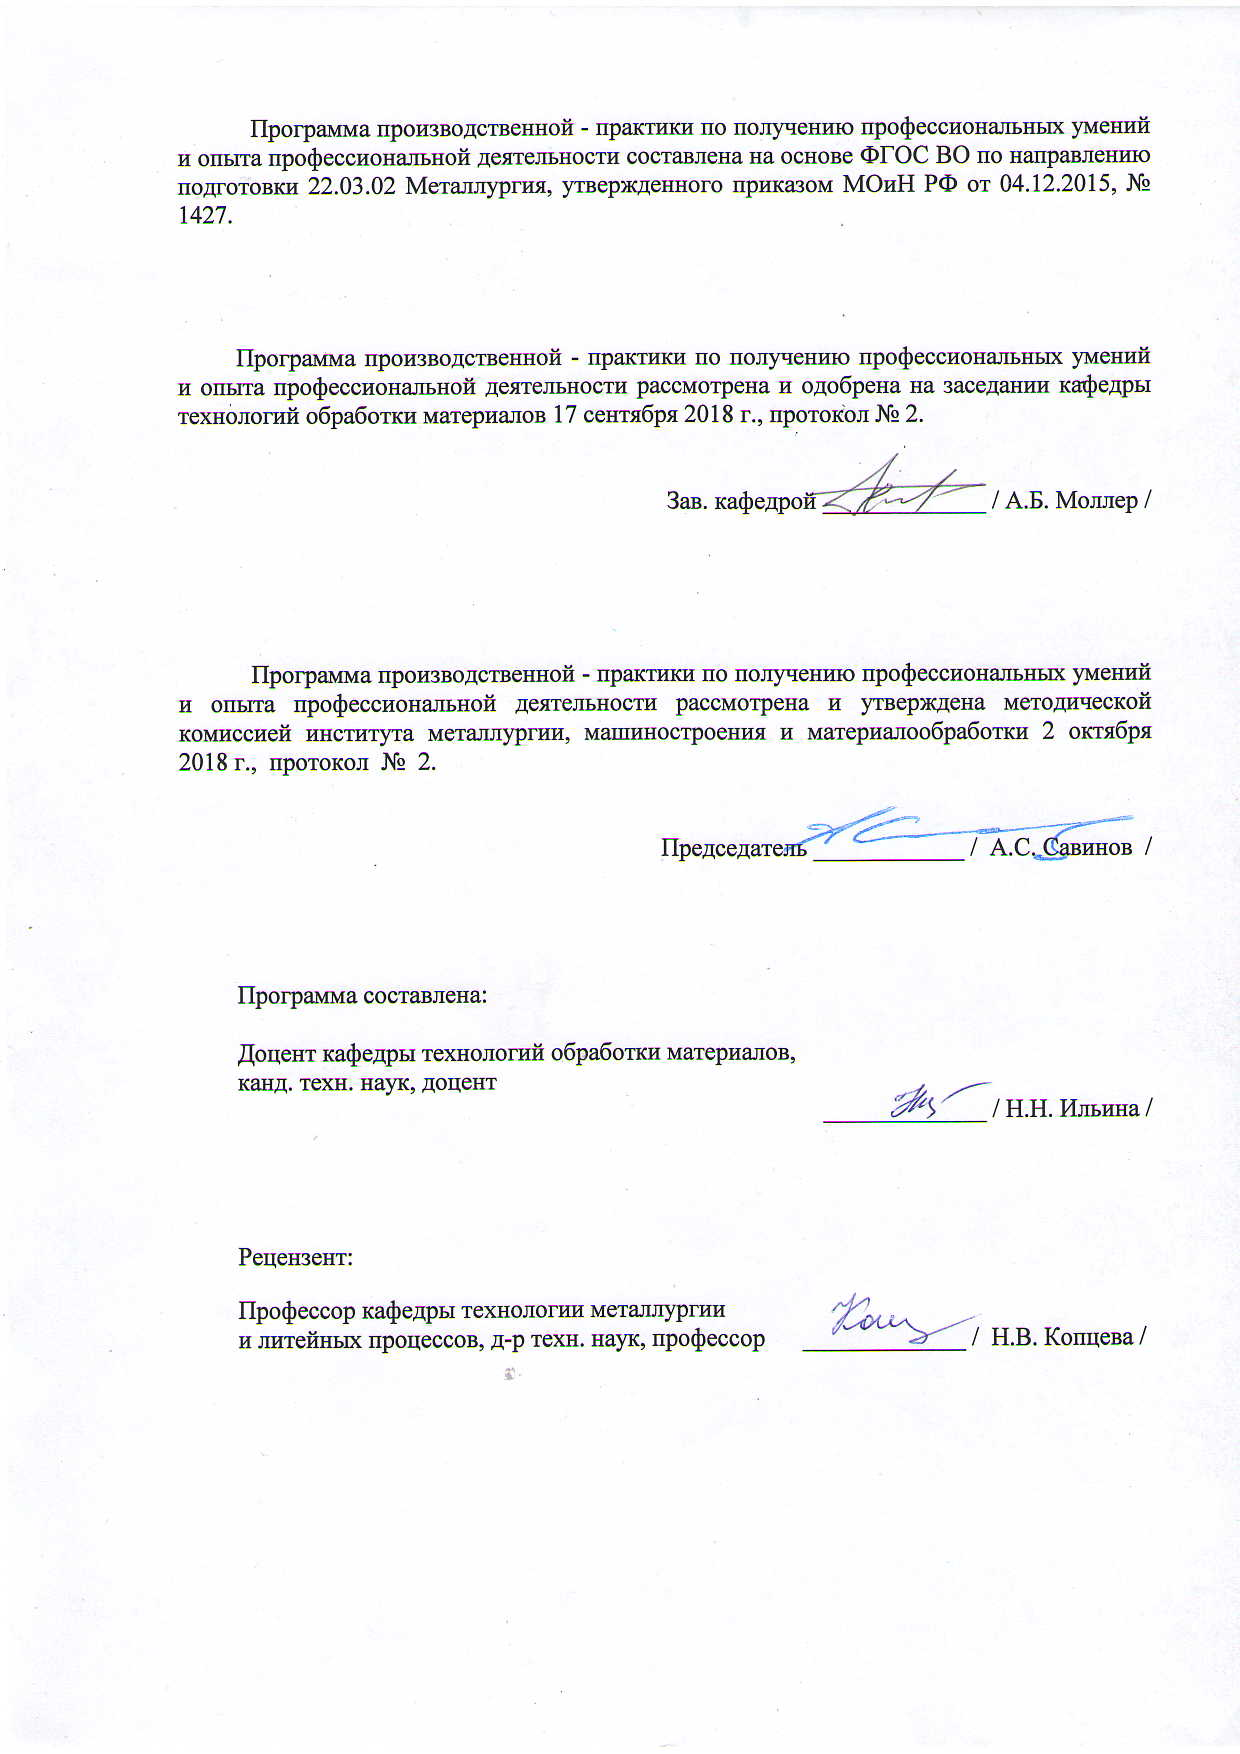 Программа производственной - практики по получению профессиональных умений
и опыта профессиональной деятельности составлена на основе ФГОС ВО по направлению
подготовки 22.03.02 Металлургия, утвержденного приказом МОиН РФ от 04.12.2015, №
1427.
Программа производственной - практики по получению профессиональных умений
и опыта профессиональной деятельности рассмотрена и одобрена на заседании кафедры
технологий обработки материалов 17 сентября 2018 г., протокол № 2.
Зав. кафедрой _____________ / А.Б. Моллер /
Программа производственной - практики по получению профессиональных умений
и опыта профессиональной деятельности рассмотрена и утверждена методической
комиссией института металлургии, машиностроения и материалообработки 2 октября
2018 г., протокол № 2.
Председатель ____________ / А.С. Савинов /
Программа составлена:
Доцент кафедры технологий обработки материалов,
канд. техн. наук, доцент
_____________ / Н.Н. Ильина /
Рецензент:
Профессор кафедры технологии металлургии
и литейных процессов, д-р техн. наук, профессор _____________ / Н.В. Копцева /